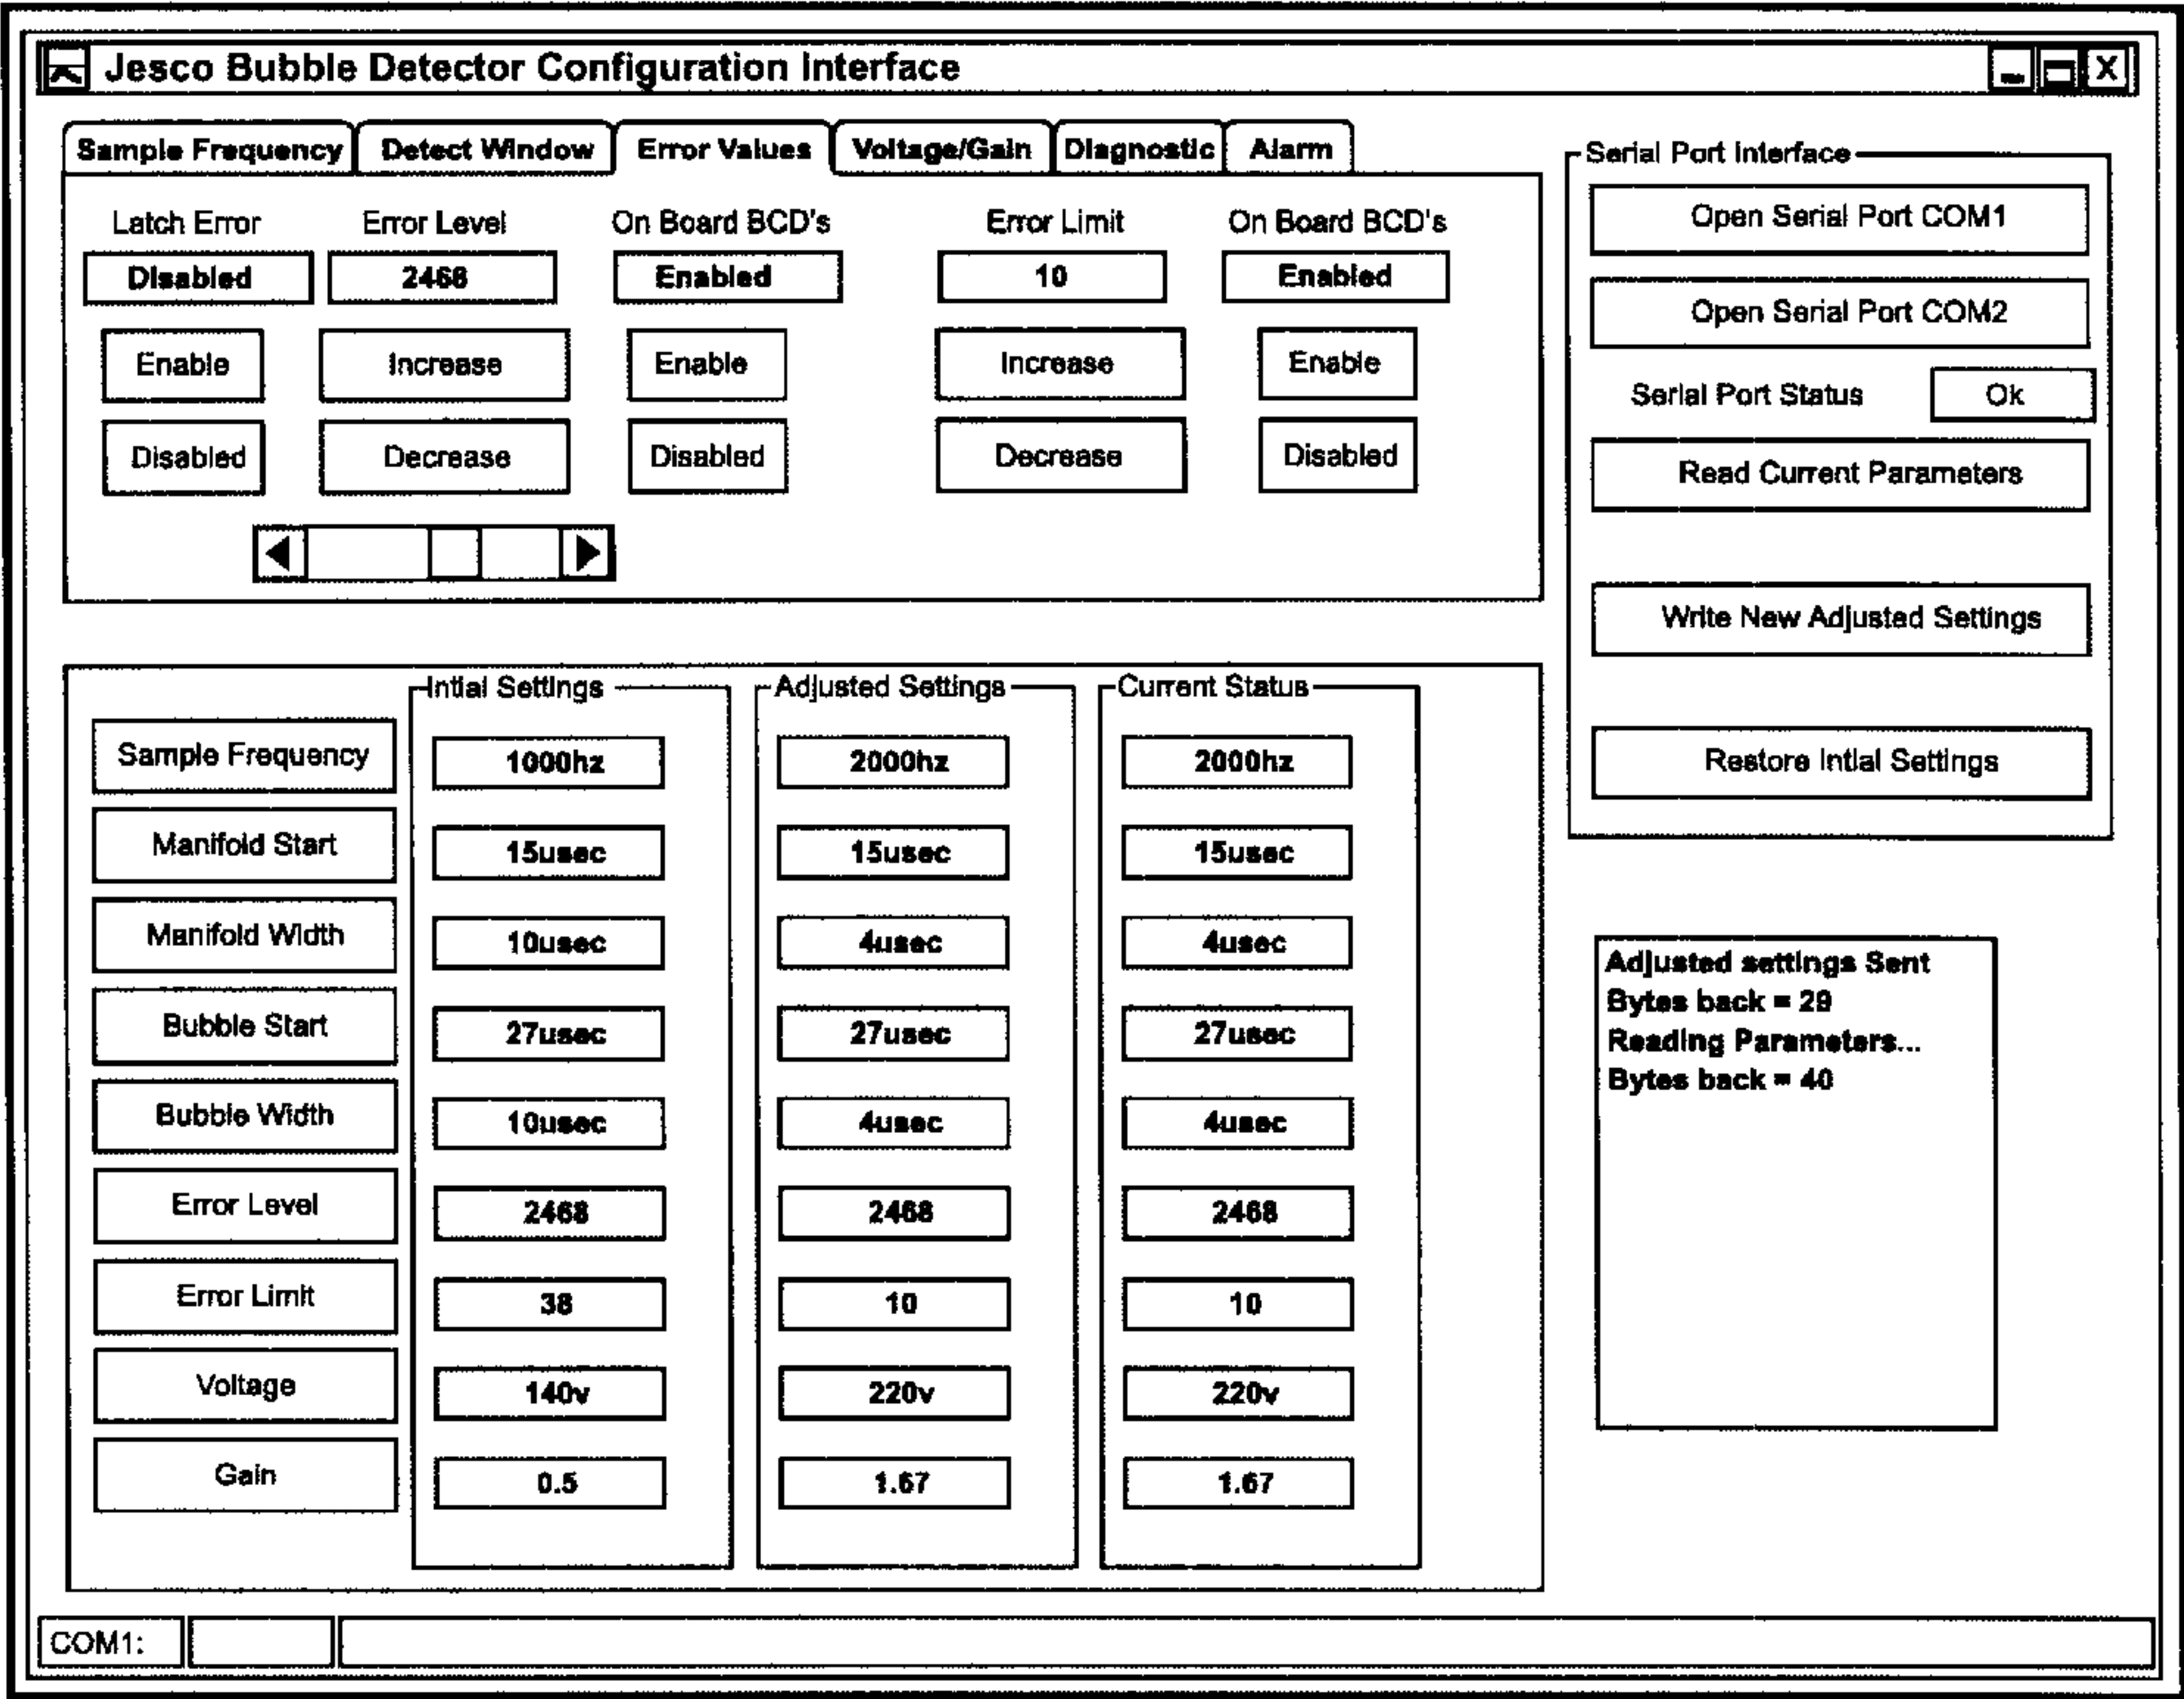 Jesco Bubble Detector Configuration Interface
Sample Frequency Detect Window Error Values Voltage/Gain Diagnostic Alarm
Latch Error Error Level On Board BCD's Error Limit On Board BCD's
Disabled 2468 Enabled 10 Enabled
Enable Increase Enable Increase Enable
Disabled Decrease Disabled Decrease Disabled
Serial Port Interface
Open Serial Port COM1
Open Serial Port COM2
Serial Port Status Ok
Read Current Parameters
Write New Adjusted Settings
Restore Intial Settings
Intial Settings Adjusted Settings Current Status
Sample Frequency 1000hz 2000hz 2000hz
Manifold Start 15usec 15usec 15usec
Manifold Width 10usec 4usec 4usec
Bubble Start 27usec 27usec 27usec
Bubble Width 10usec 4usec 4usec
Error Level 2468 2468 2468
Error Limit 38 10 10
Voltage 140v 220v 220v
Gain 0.5 1.67 1.67
Adjusted settings Sent
Bytes back = 29
Reading Parameters...
Bytes back = 40
COM1: